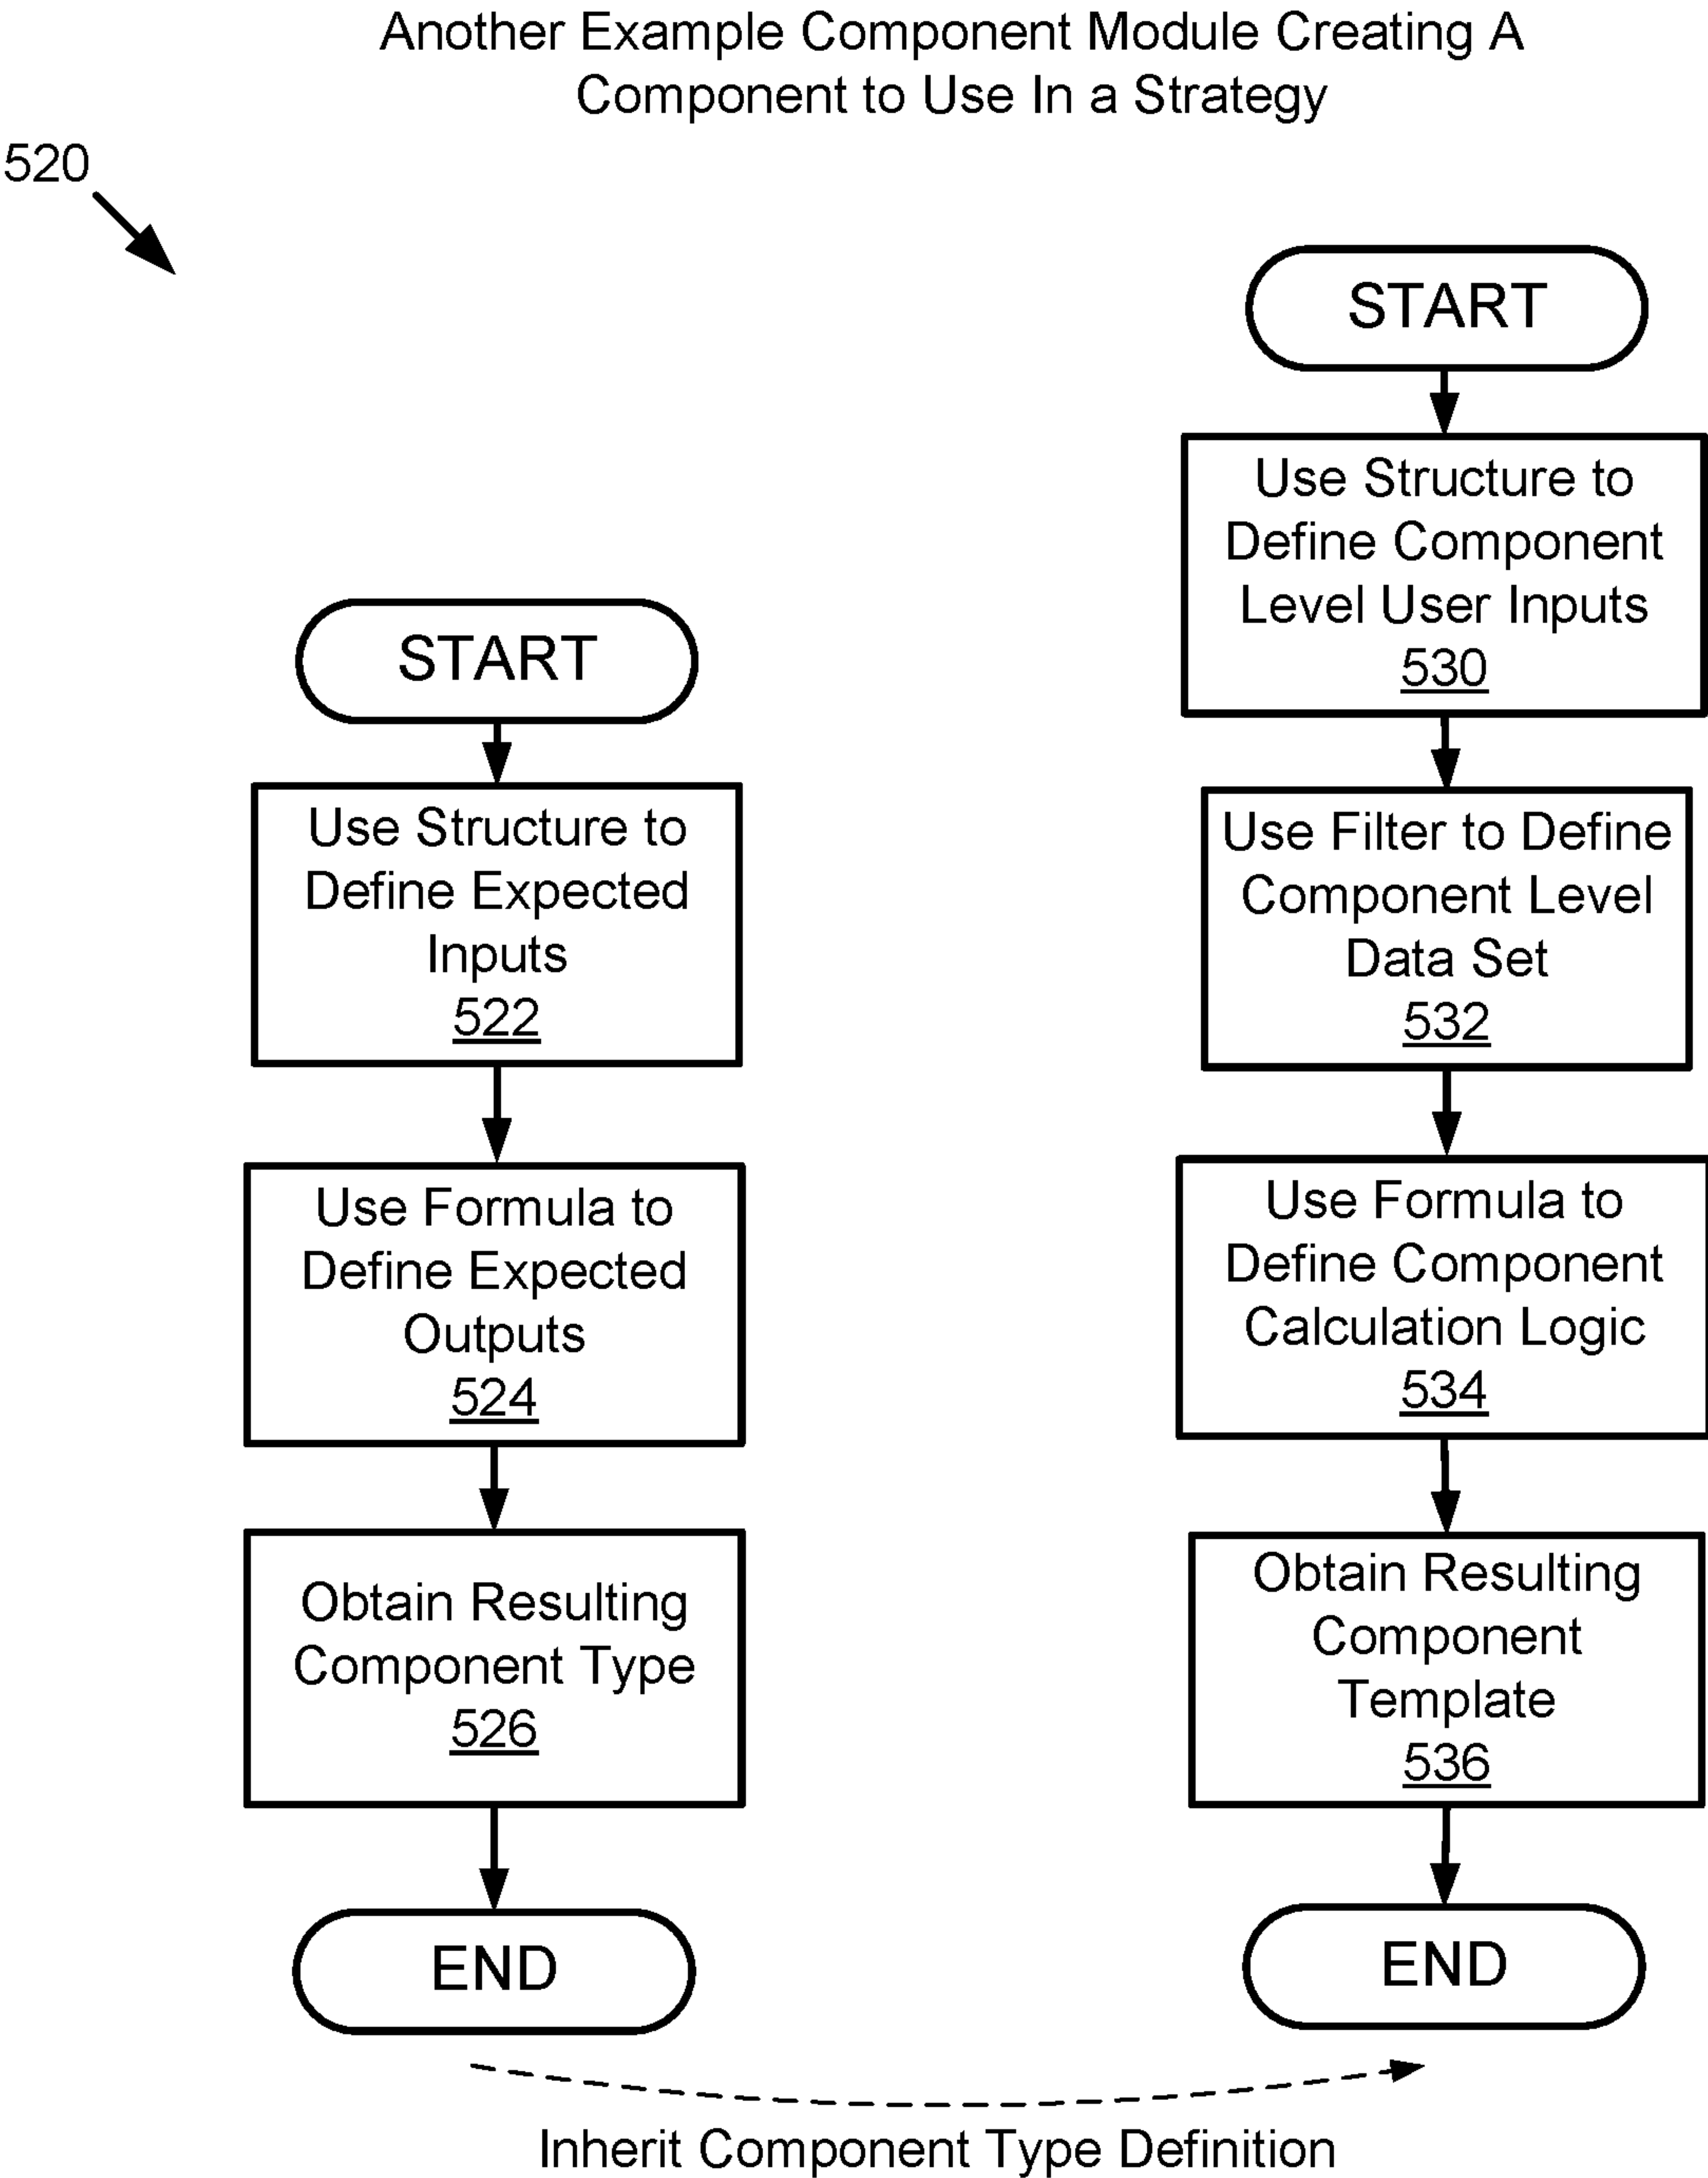 Another Example Component Module Creating A
Component to Use In a Strategy
520
START
Use Structure to
Define Expected
Inputs
522
Use Formula to
Define Expected
Outputs
524
Obtain Resulting
Component Type
526
END
START
Use Structure to
Define Component
Level User Inputs
530
Use Filter to Define
Component Level
Data Set
532
Use Formula to
Define Component
Calculation Logic
534
Obtain Resulting
Component
Template
536
END
Inherit Component Type Definition